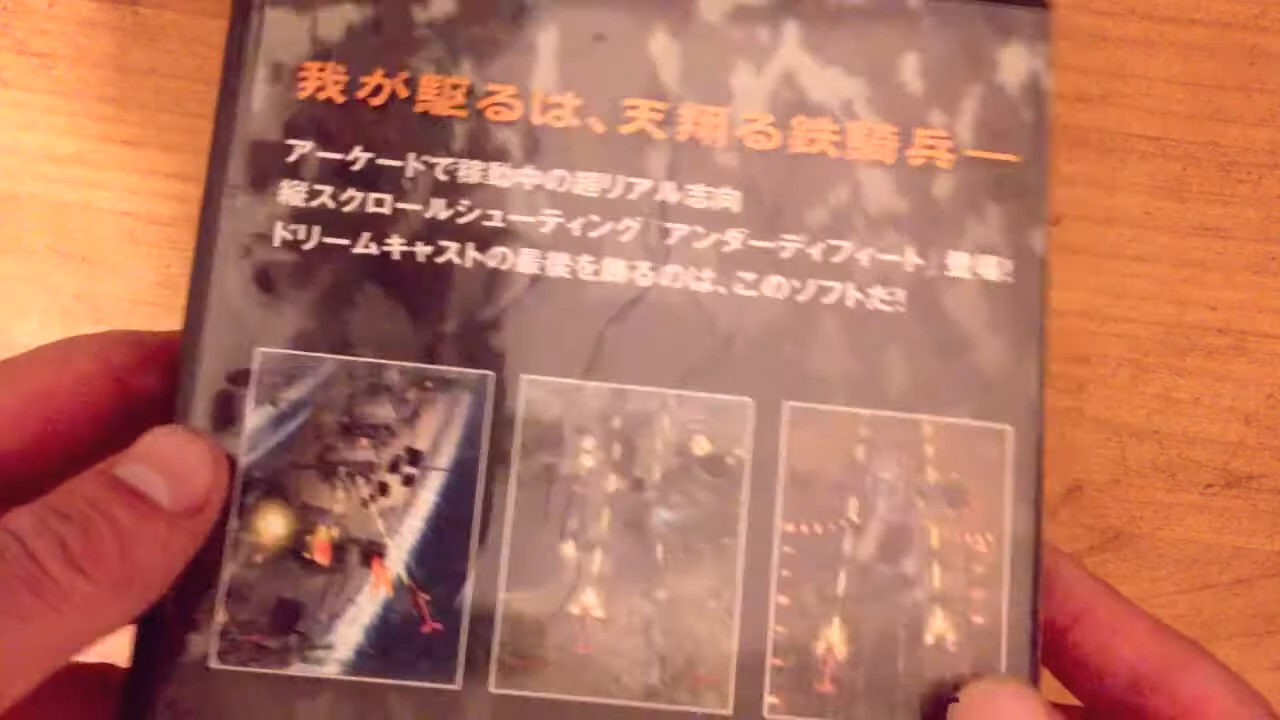 我が駆るは、天翔る鉄騎兵―
アーケードで稼動中の超リアル志向
縦スクロールシューティング「アンダーディフィート」登場!
ドリームキャストの最後を飾るのは、このソフトだ!